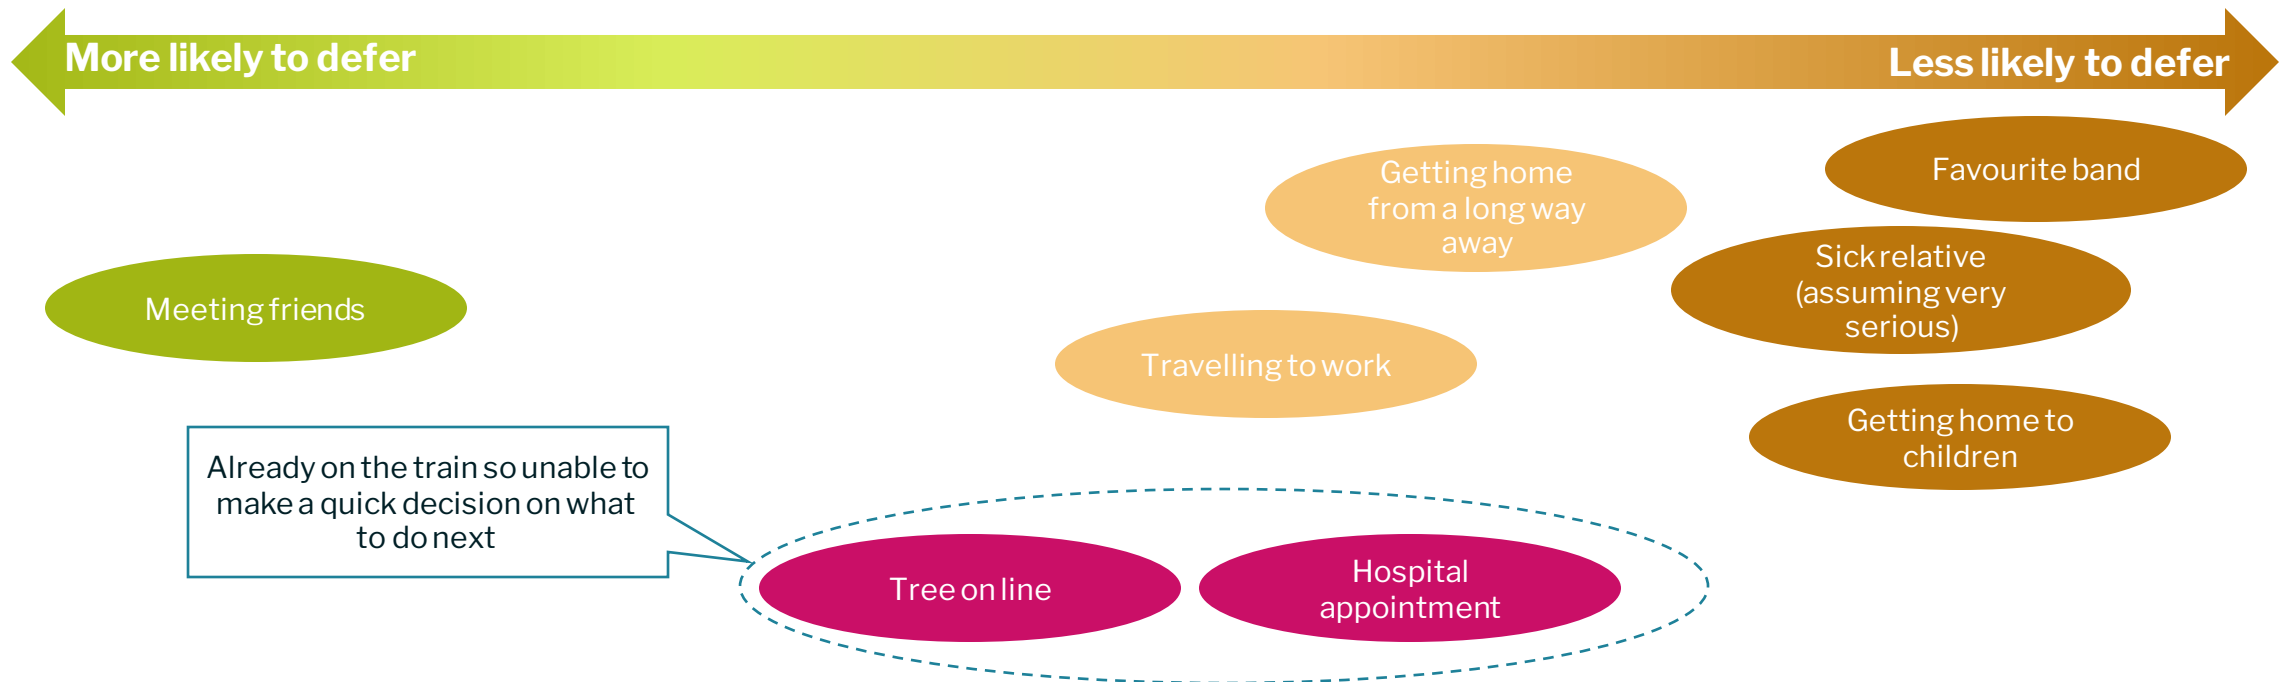 More likely to defer
Less likely to defer
Favourite band
Getting home
from a long way
away
Sick relative
(assuming very
serious)
Meeting friends
Travelling to work
Getting home to
children
Already on the train so unable to
make a quick decision on what
to do next
Tree on line
Hospital
appointment